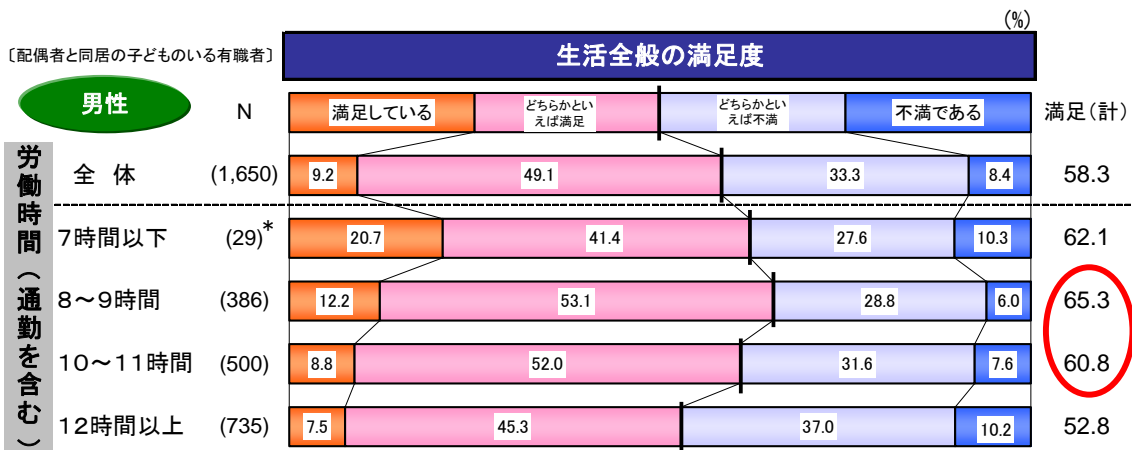 (%)
〔配偶者と同居の子どものいる有職者〕
生活全般の満足度
男性
N
満足している
どちらかとい
えば満足
どちらかとい
えば不満
不満である
満足(計)
労働時間(通勤を含む)
全 体 (1,650) 9.2 49.1 33.3 8.4 58.3
7時間以下 (29)* 20.7 41.4 27.6 10.3 62.1
8～9時間 (386) 12.2 53.1 28.8 6.0 65.3
10～11時間 (500) 8.8 52.0 31.6 7.6 60.8
12時間以上 (735) 7.5 45.3 37.0 10.2 52.8